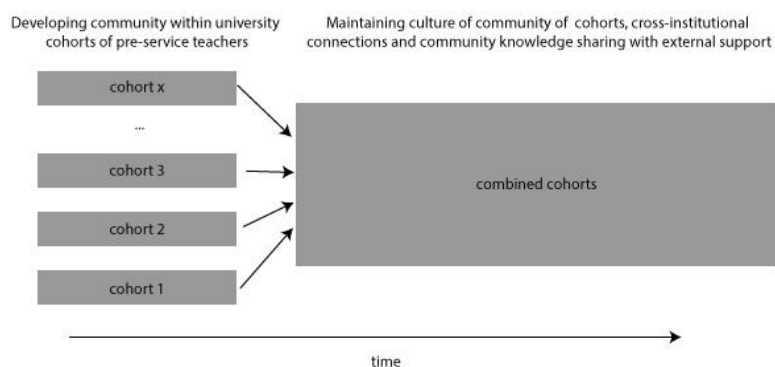 Developing community within university
cohorts of pre-service teachers
Maintaining culture of community of cohorts, cross-institutional
connections and community knowledge sharing with external support
cohort x
...
cohort 3
cohort 2
cohort 1
combined cohorts
time